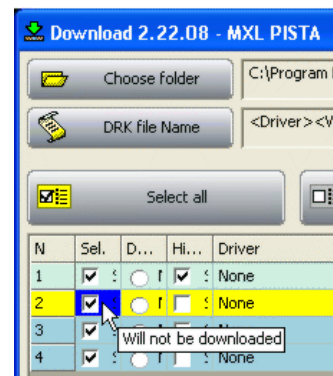 Download 2.22.08 - MXL PISTA
Choose folder C:\Program
DRK file Name <Driver><V
Select all
N Sel. D... Hi... Driver
1 None
2 None
3 None
Will not be downloaded
4 None